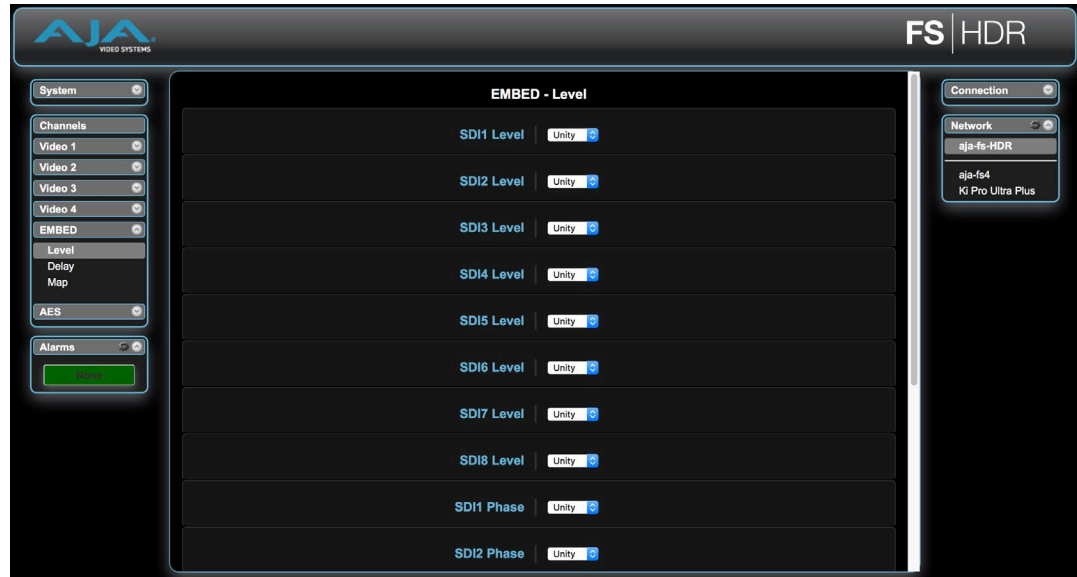 AJA
VIDEO SYSTEMS
FS HDR
System
Channels
Video 1
Video 2
Video 3
Video 4
EMBED
Level
Delay
Map
AES
Alarms
None
EMBED - Level
SDI1 Level Unity
SDI2 Level Unity
SDI3 Level Unity
SDI4 Level Unity
SDI5 Level Unity
SDI6 Level Unity
SDI7 Level Unity
SDI8 Level Unity
SDI1 Phase Unity
SDI2 Phase Unity
Connection
Network
aja-fs-HDR
aja-fs4
Ki Pro Ultra Plus